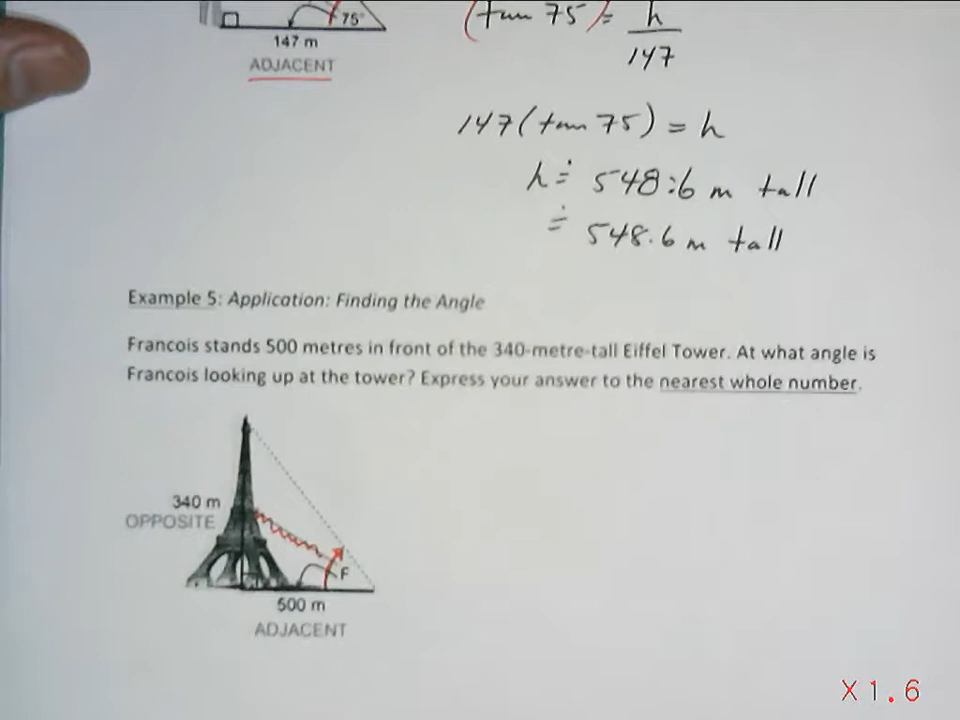 75°
147 m
ADJACENT
(tan 75) = h
147
147(tan 75) = h
h ≐ 548.6 m tall
≐ 548.6 m tall
Example 5: Application: Finding the Angle
Francois stands 500 metres in front of the 340-metre-tall Eiffel Tower. At what angle is
Francois looking up at the tower? Express your answer to the nearest whole number.
340 m
OPPOSITE
F
500 m
ADJACENT
X1.6